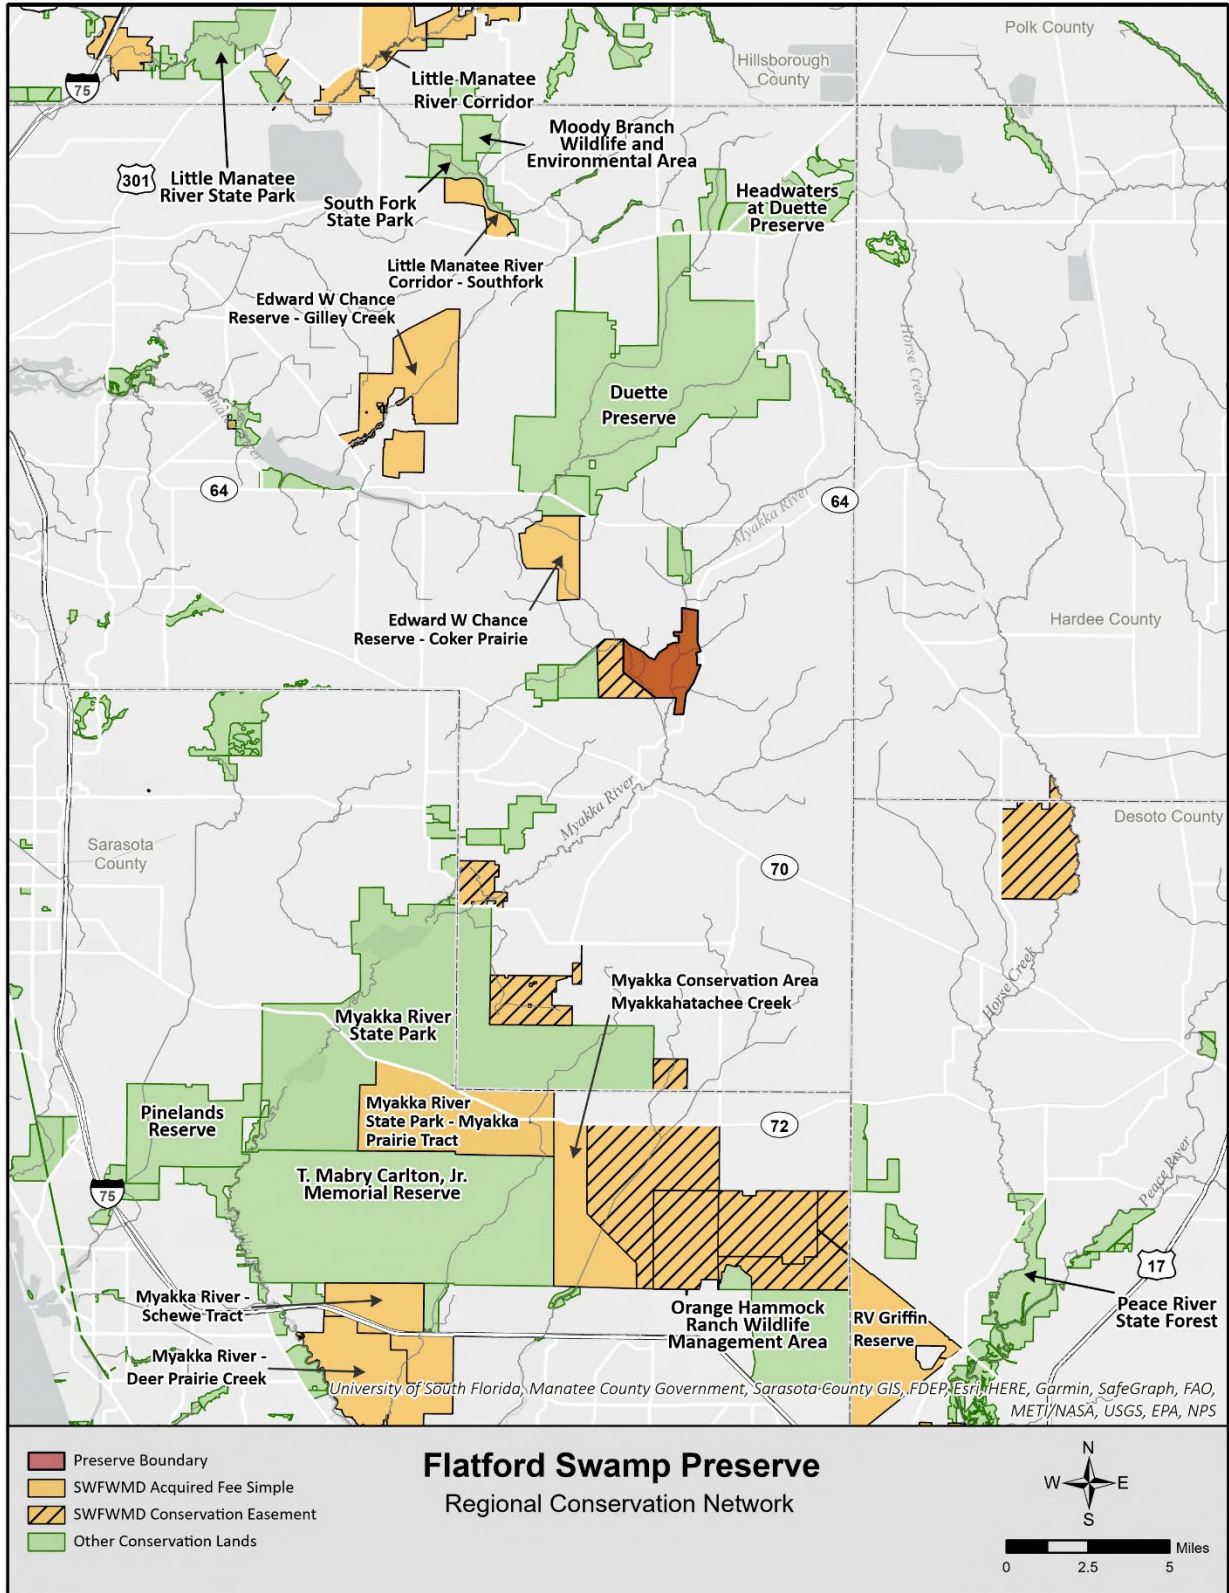 Polk County
Hillsborough
County
75
Little Manatee
River Corridor
Moody Branch
Wildlife and
Environmental Area
301
Little Manatee
River State Park
South Fork
State Park
Headwaters
at Duette
Preserve
Little Manatee River
Corridor - Southfork
Edward W Chance
Reserve - Gilley Creek
Horse Creek
Duette
Preserve
Manatee River
64
64
Myakka River
Edward W Chance
Reserve - Coker Prairie
Hardee County
Myakka River
Sarasota
County
Desoto County
70
Horse Creek
Myakka Conservation Area
Myakkahatachee Creek
Myakka River
State Park
Pinelands
Reserve
Myakka River
State Park - Myakka
Prairie Tract
72
T. Mabry Carlton, Jr.
Memorial Reserve
75
Peace River
17
Myakka River -
Schewe Tract
Orange Hammock
Ranch Wildlife
Management Area
RV Griffin
Reserve
Peace River
State Forest
Myakka River -
Deer Prairie Creek
University of South Florida, Manatee County Government, Sarasota County GIS, FDEP, Esri, HERE, Garmin, SafeGraph, FAO,
METI/NASA, USGS, EPA, NPS
Preserve Boundary
SWFWMD Acquired Fee Simple
SWFWMD Conservation Easement
Other Conservation Lands
Flatford Swamp Preserve
Regional Conservation Network
N
W E
S
Miles
0 2.5 5